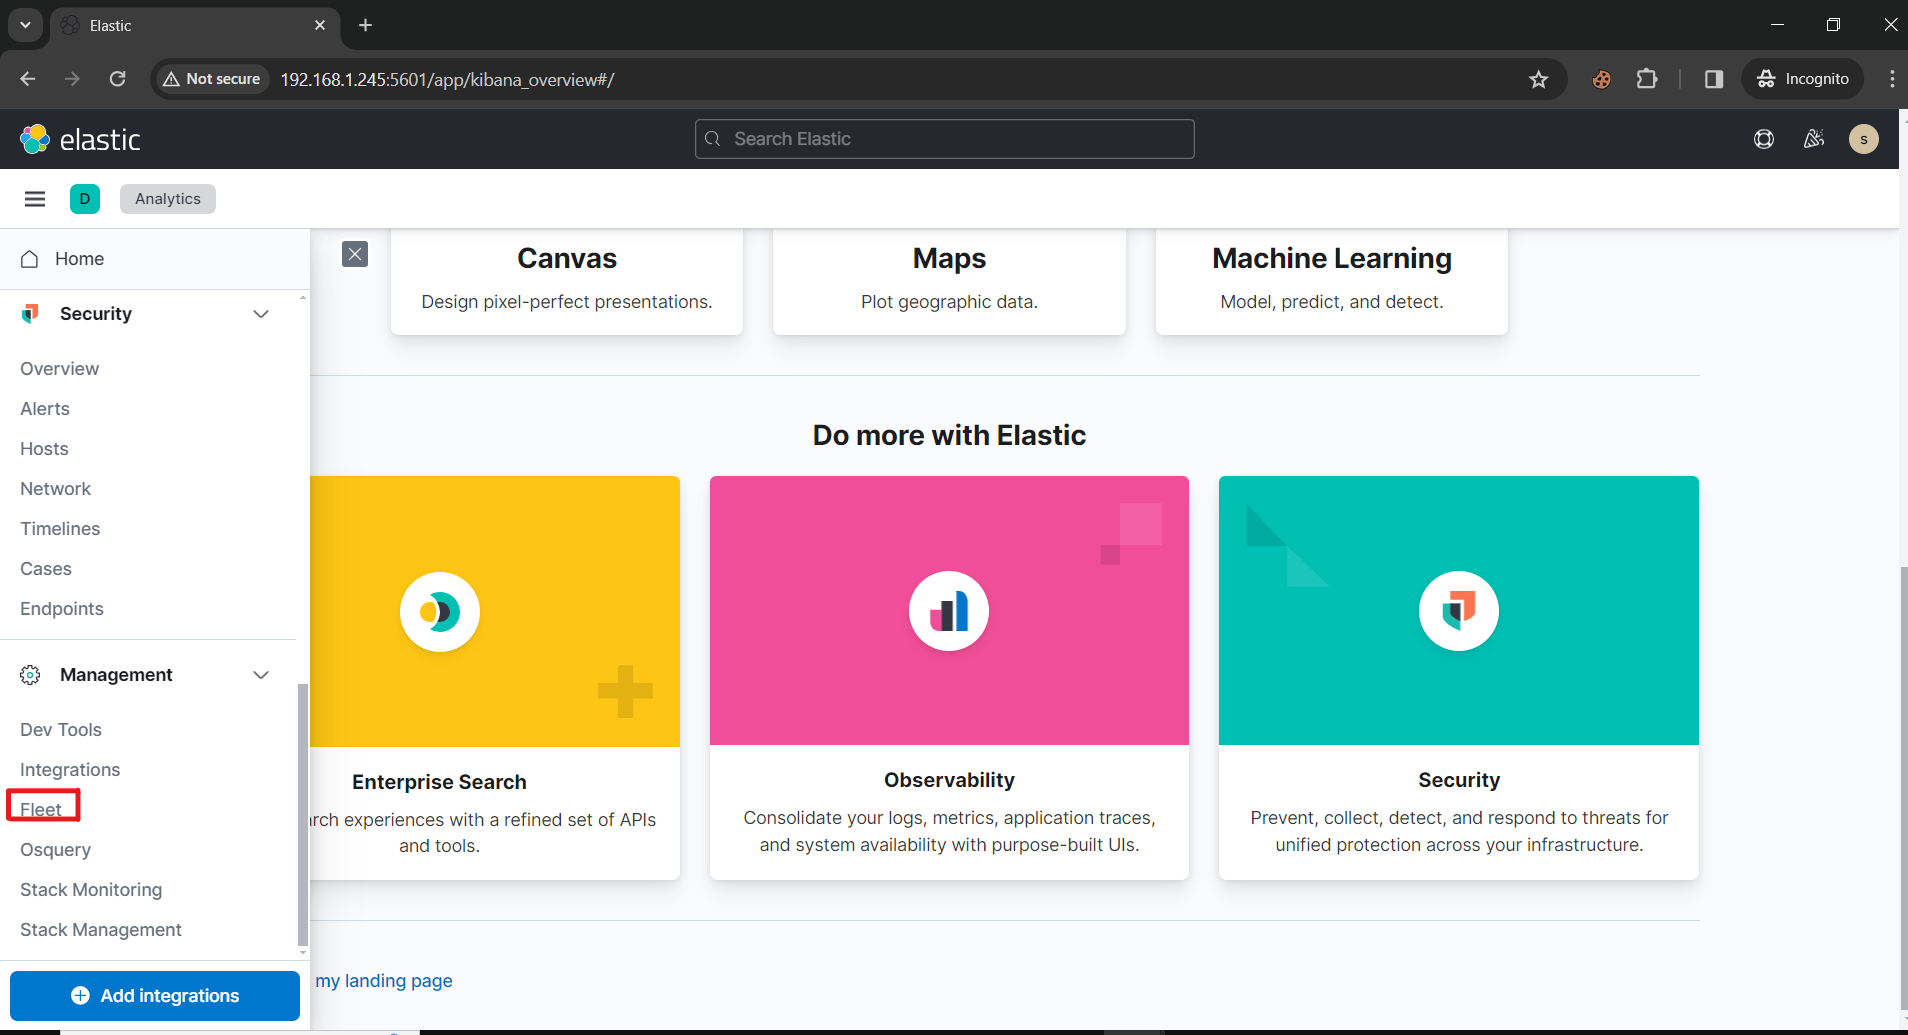 Elastic
Not secure
192.168.1.245:5601/app/kibana_overview#/
Incognito
elastic
Search Elastic
s
D
Analytics
Home
Security
Overview
Alerts
Hosts
Network
Timelines
Cases
Endpoints
Management
Dev Tools
Integrations
Fleet
Osquery
Stack Monitoring
Stack Management
Add integrations
Canvas
Design pixel-perfect presentations.
Maps
Plot geographic data.
Machine Learning
Model, predict, and detect.
Do more with Elastic
Enterprise Search
rch experiences with a refined set of APIs
and tools.
Observability
Consolidate your logs, metrics, application traces,
and system availability with purpose-built UIs.
Security
Prevent, collect, detect, and respond to threats for
unified protection across your infrastructure.
my landing page